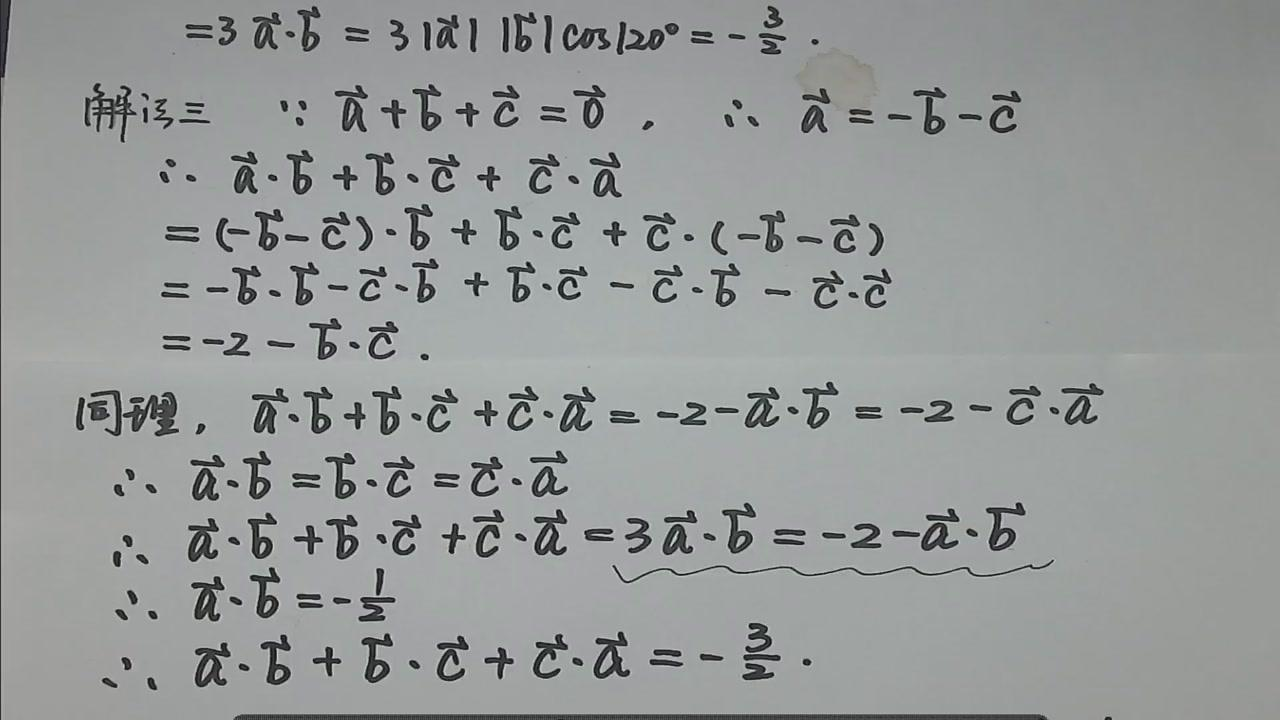 =3 a⃗·b⃗ = 3|a⃗||b⃗|cos120°=-3/2.
解法三 ∵ a⃗+b⃗+c⃗=0⃗, ∴ a⃗=-b⃗-c⃗
∴ a⃗·b⃗+b⃗·c⃗+c⃗·a⃗
=(-b⃗-c⃗)·b⃗+b⃗·c⃗+c⃗·(-b⃗-c⃗)
=-b⃗·b⃗-c⃗·b⃗+b⃗·c⃗-c⃗·b⃗-c⃗·c⃗
=-2-b⃗·c⃗.
同理, a⃗·b⃗+b⃗·c⃗+c⃗·a⃗=-2-a⃗·b⃗=-2-c⃗·a⃗
∴ a⃗·b⃗=b⃗·c⃗=c⃗·a⃗
∴ a⃗·b⃗+b⃗·c⃗+c⃗·a⃗=3a⃗·b⃗=-2-a⃗·b⃗
∴ a⃗·b⃗=-1/2
∴ a⃗·b⃗+b⃗·c⃗+c⃗·a⃗=-3/2.